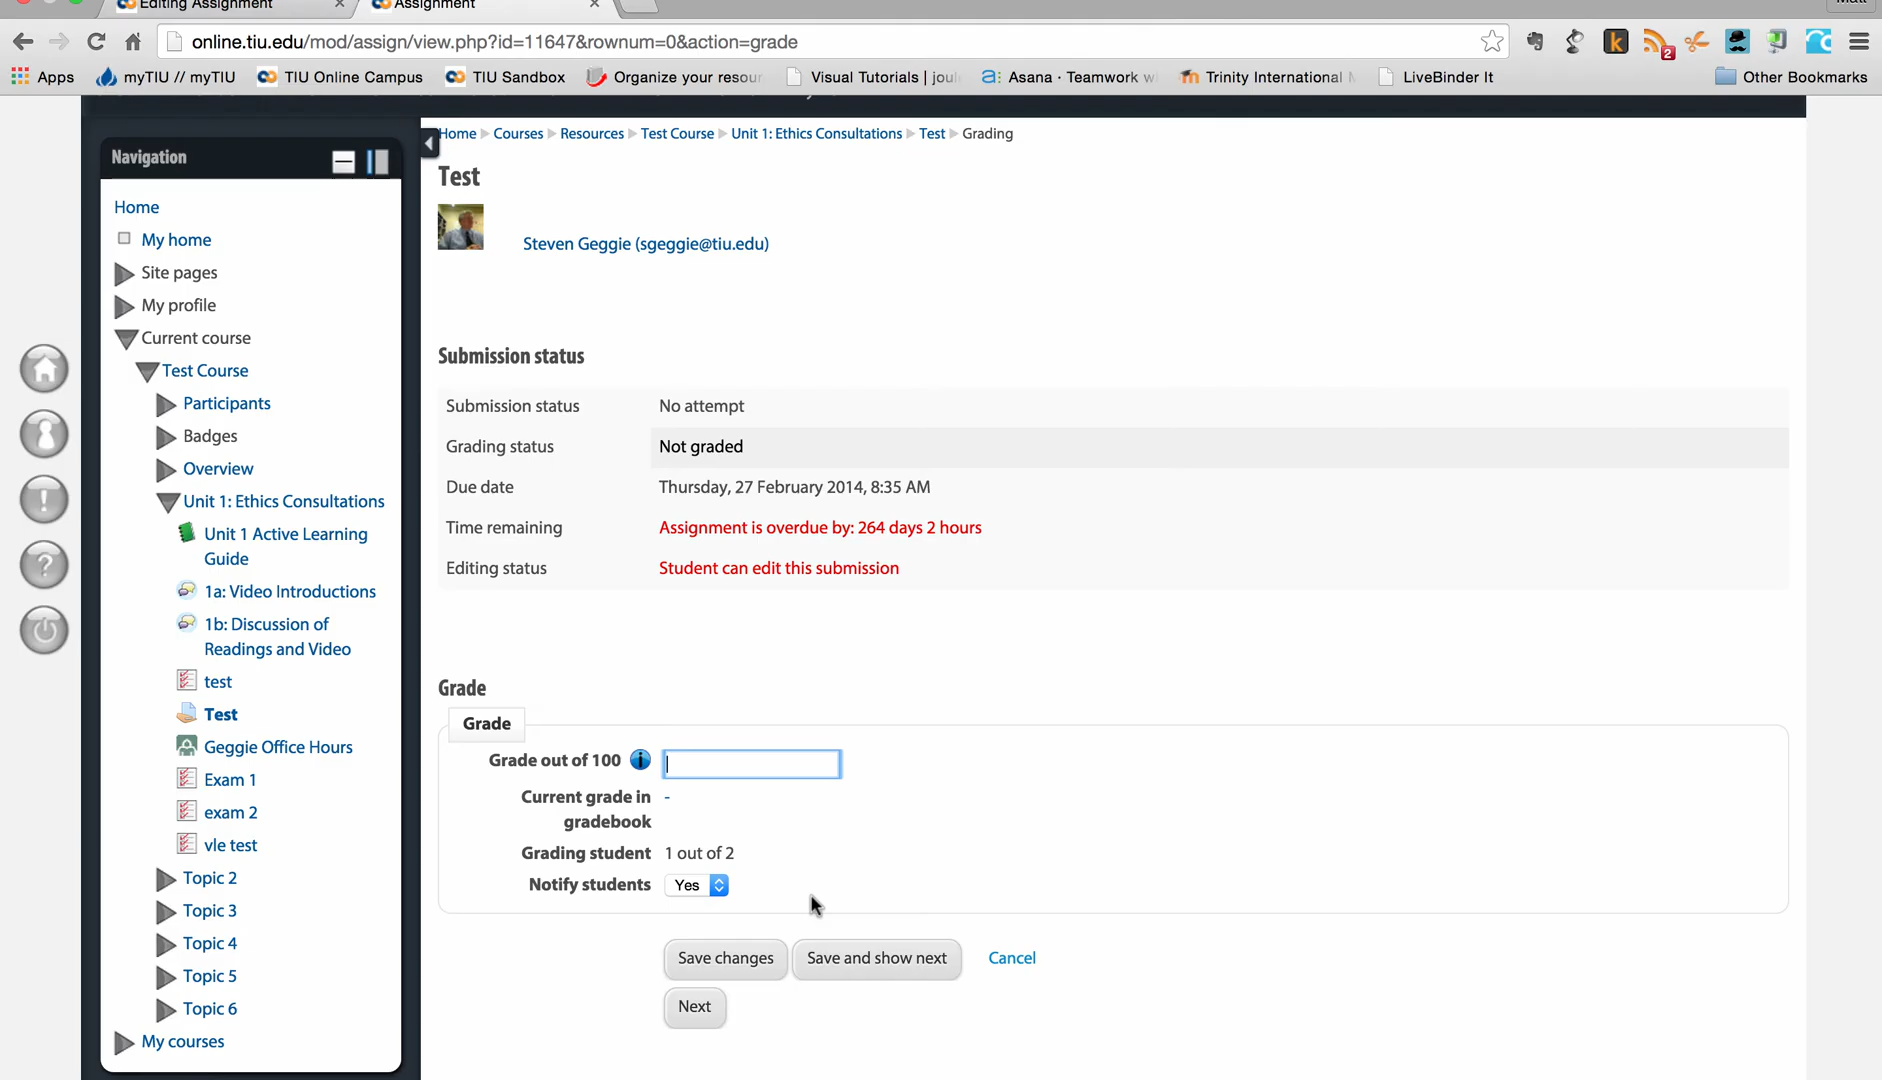 Editing Assignment
Assignment
Matt
online.tiu.edu/mod/assign/view.php?id=11647&rownum=0&action=grade
k
2
Apps
myTIU // myTIU
TIU Online Campus
TIU Sandbox
Organize your resou
Visual Tutorials | joul
a: Asana · Teamwork w
Trinity International
LiveBinder It
Other Bookmarks
Home Courses Resources Test Course Unit 1: Ethics Consultations Test Grading
Navigation
Home
My home
Site pages
My profile
Current course
Test Course
Participants
Badges
Overview
Unit 1: Ethics Consultations
Unit 1 Active Learning
Guide
1a: Video Introductions
1b: Discussion of
Readings and Video
test
Test
Geggie Office Hours
Exam 1
exam 2
vle test
Topic 2
Topic 3
Topic 4
Topic 5
Topic 6
My courses
Test
Steven Geggie (sgeggie@tiu.edu)
Submission status
Submission status No attempt
Grading status Not graded
Due date Thursday, 27 February 2014, 8:35 AM
Time remaining Assignment is overdue by: 264 days 2 hours
Editing status Student can edit this submission
Grade
Grade
Grade out of 100
Current grade in -
gradebook
Grading student 1 out of 2
Notify students Yes
Save changes Save and show next Cancel
Next